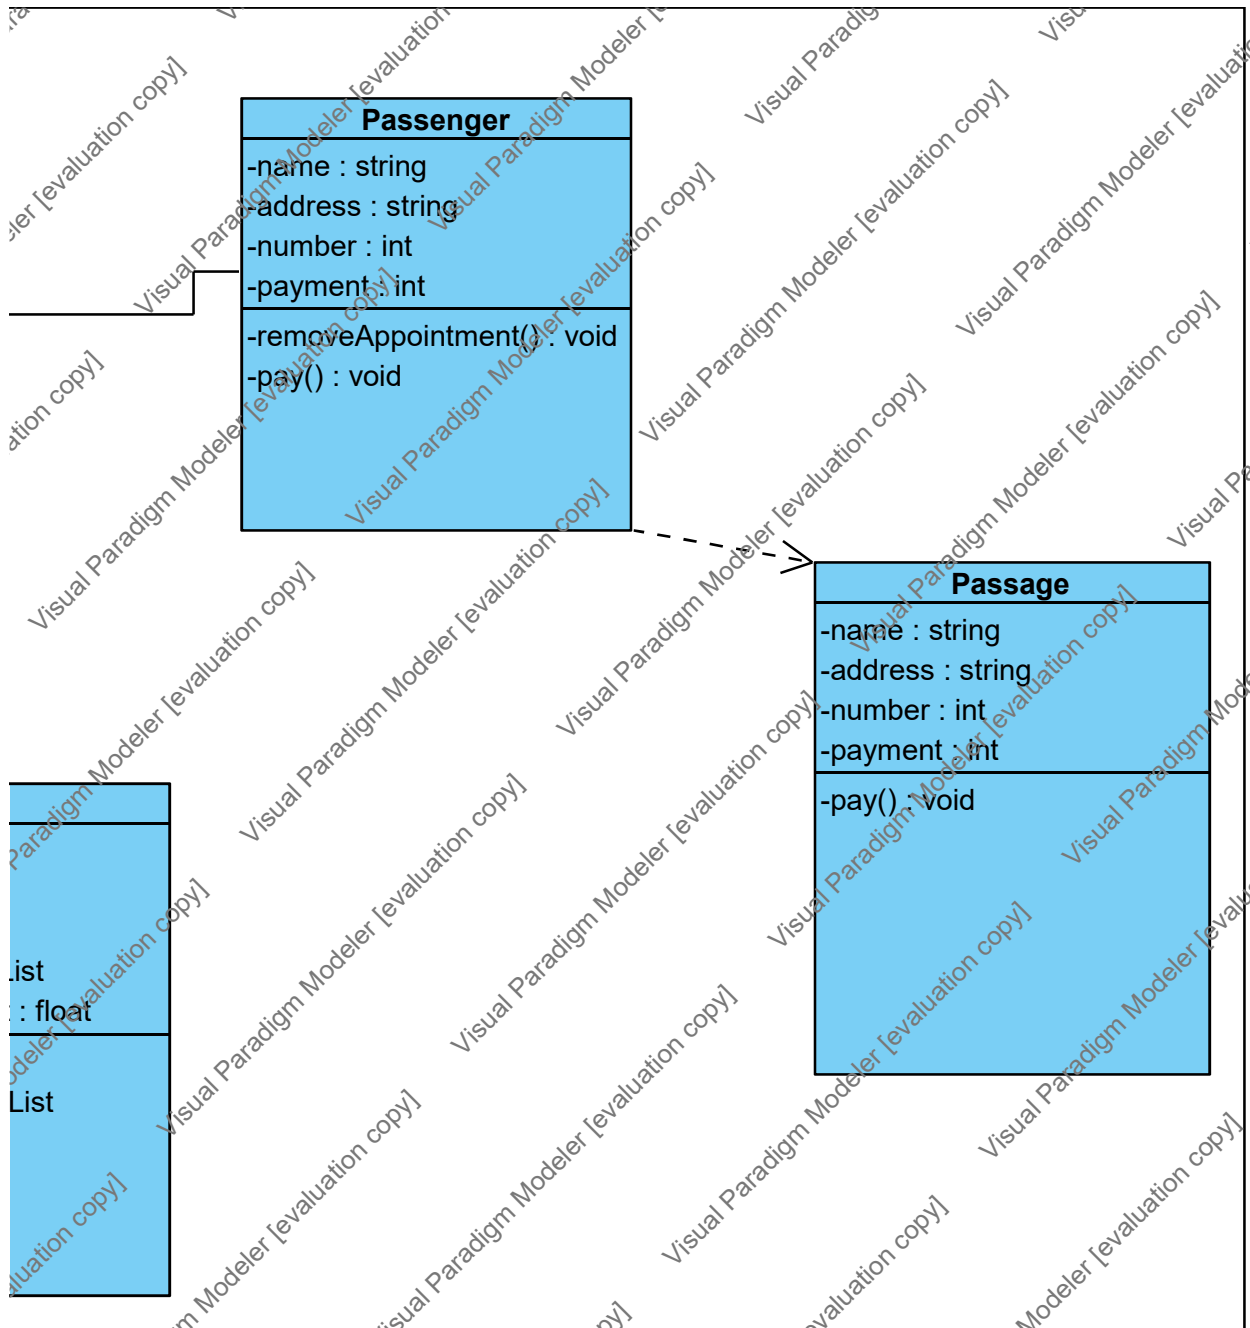 Passenger
-name : string
-address : string
-number : int
-payment : int
-removeAppointment() : void
-pay() : void
Passage
-name : string
-address : string
-number : int
-payment : int
-pay() : void
List
: float
List
Visual Paradigm Modeler [evaluation copy]